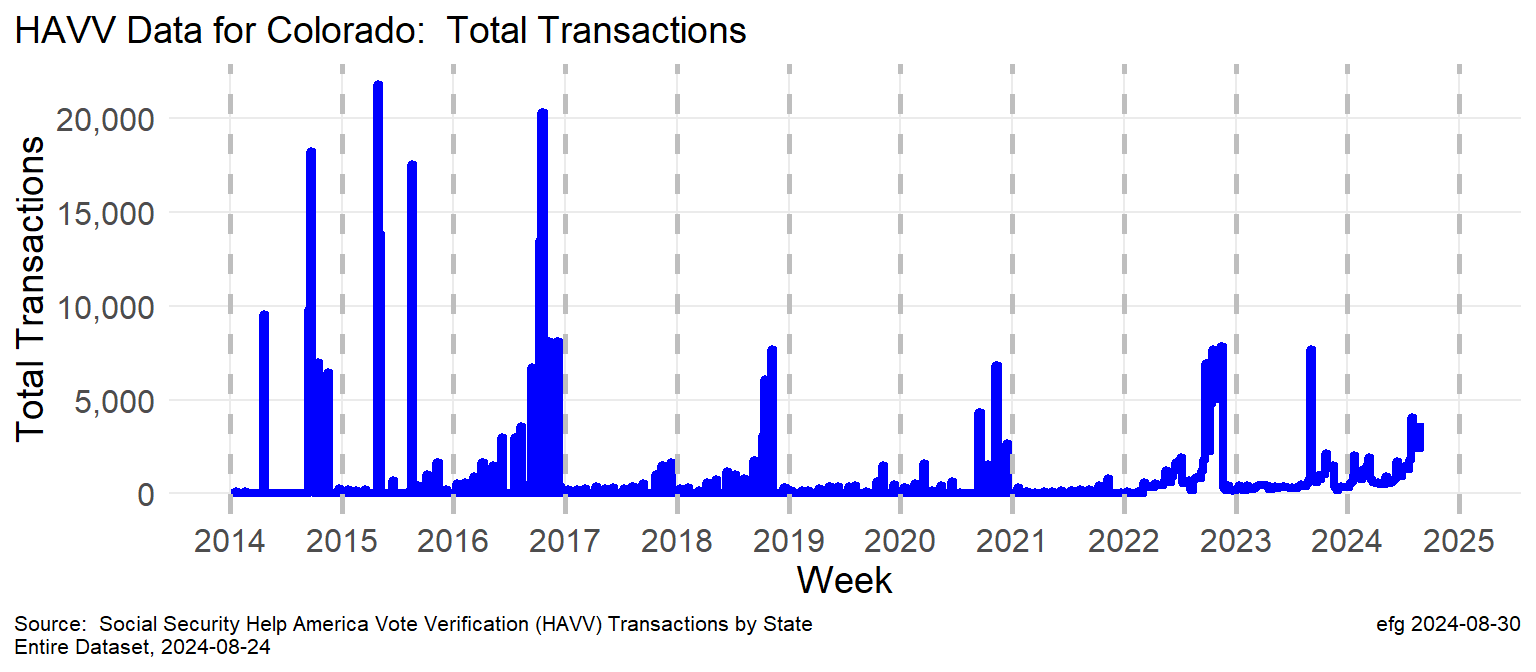 HAVV Data for Colorado:  Total Transactions
Total Transactions
20,000
15,000
10,000
5,000
0
2014 2015 2016 2017 2018 2019 2020 2021 2022 2023 2024 2025
Week
Source:  Social Security Help America Vote Verification (HAVV) Transactions by State
Entire Dataset, 2024-08-24
efg 2024-08-30